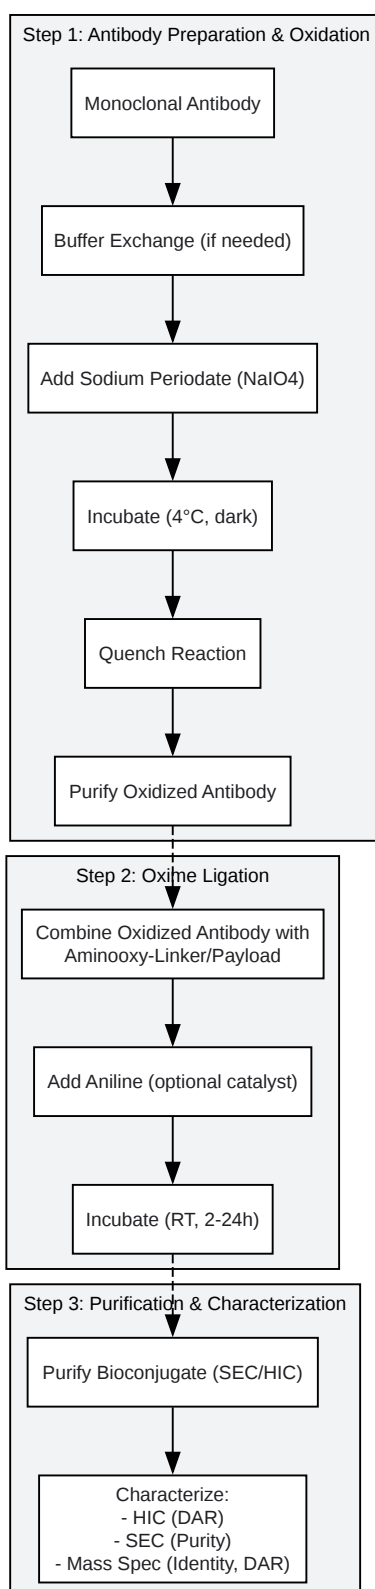 Step 1: Antibody Preparation & Oxidation
Monoclonal Antibody
Buffer Exchange (if needed)
Add Sodium Periodate (NaIO4)
Incubate (4°C, dark)
Quench Reaction
Purify Oxidized Antibody
Step 2: Oxime Ligation
Combine Oxidized Antibody with
Aminooxy-Linker/Payload
Add Aniline (optional catalyst)
Incubate (RT, 2-24h)
Step 3: Purification & Characterization
Purify Bioconjugate (SEC/HIC)
Characterize:
- HIC (DAR)
- SEC (Purity)
- Mass Spec (Identity, DAR)